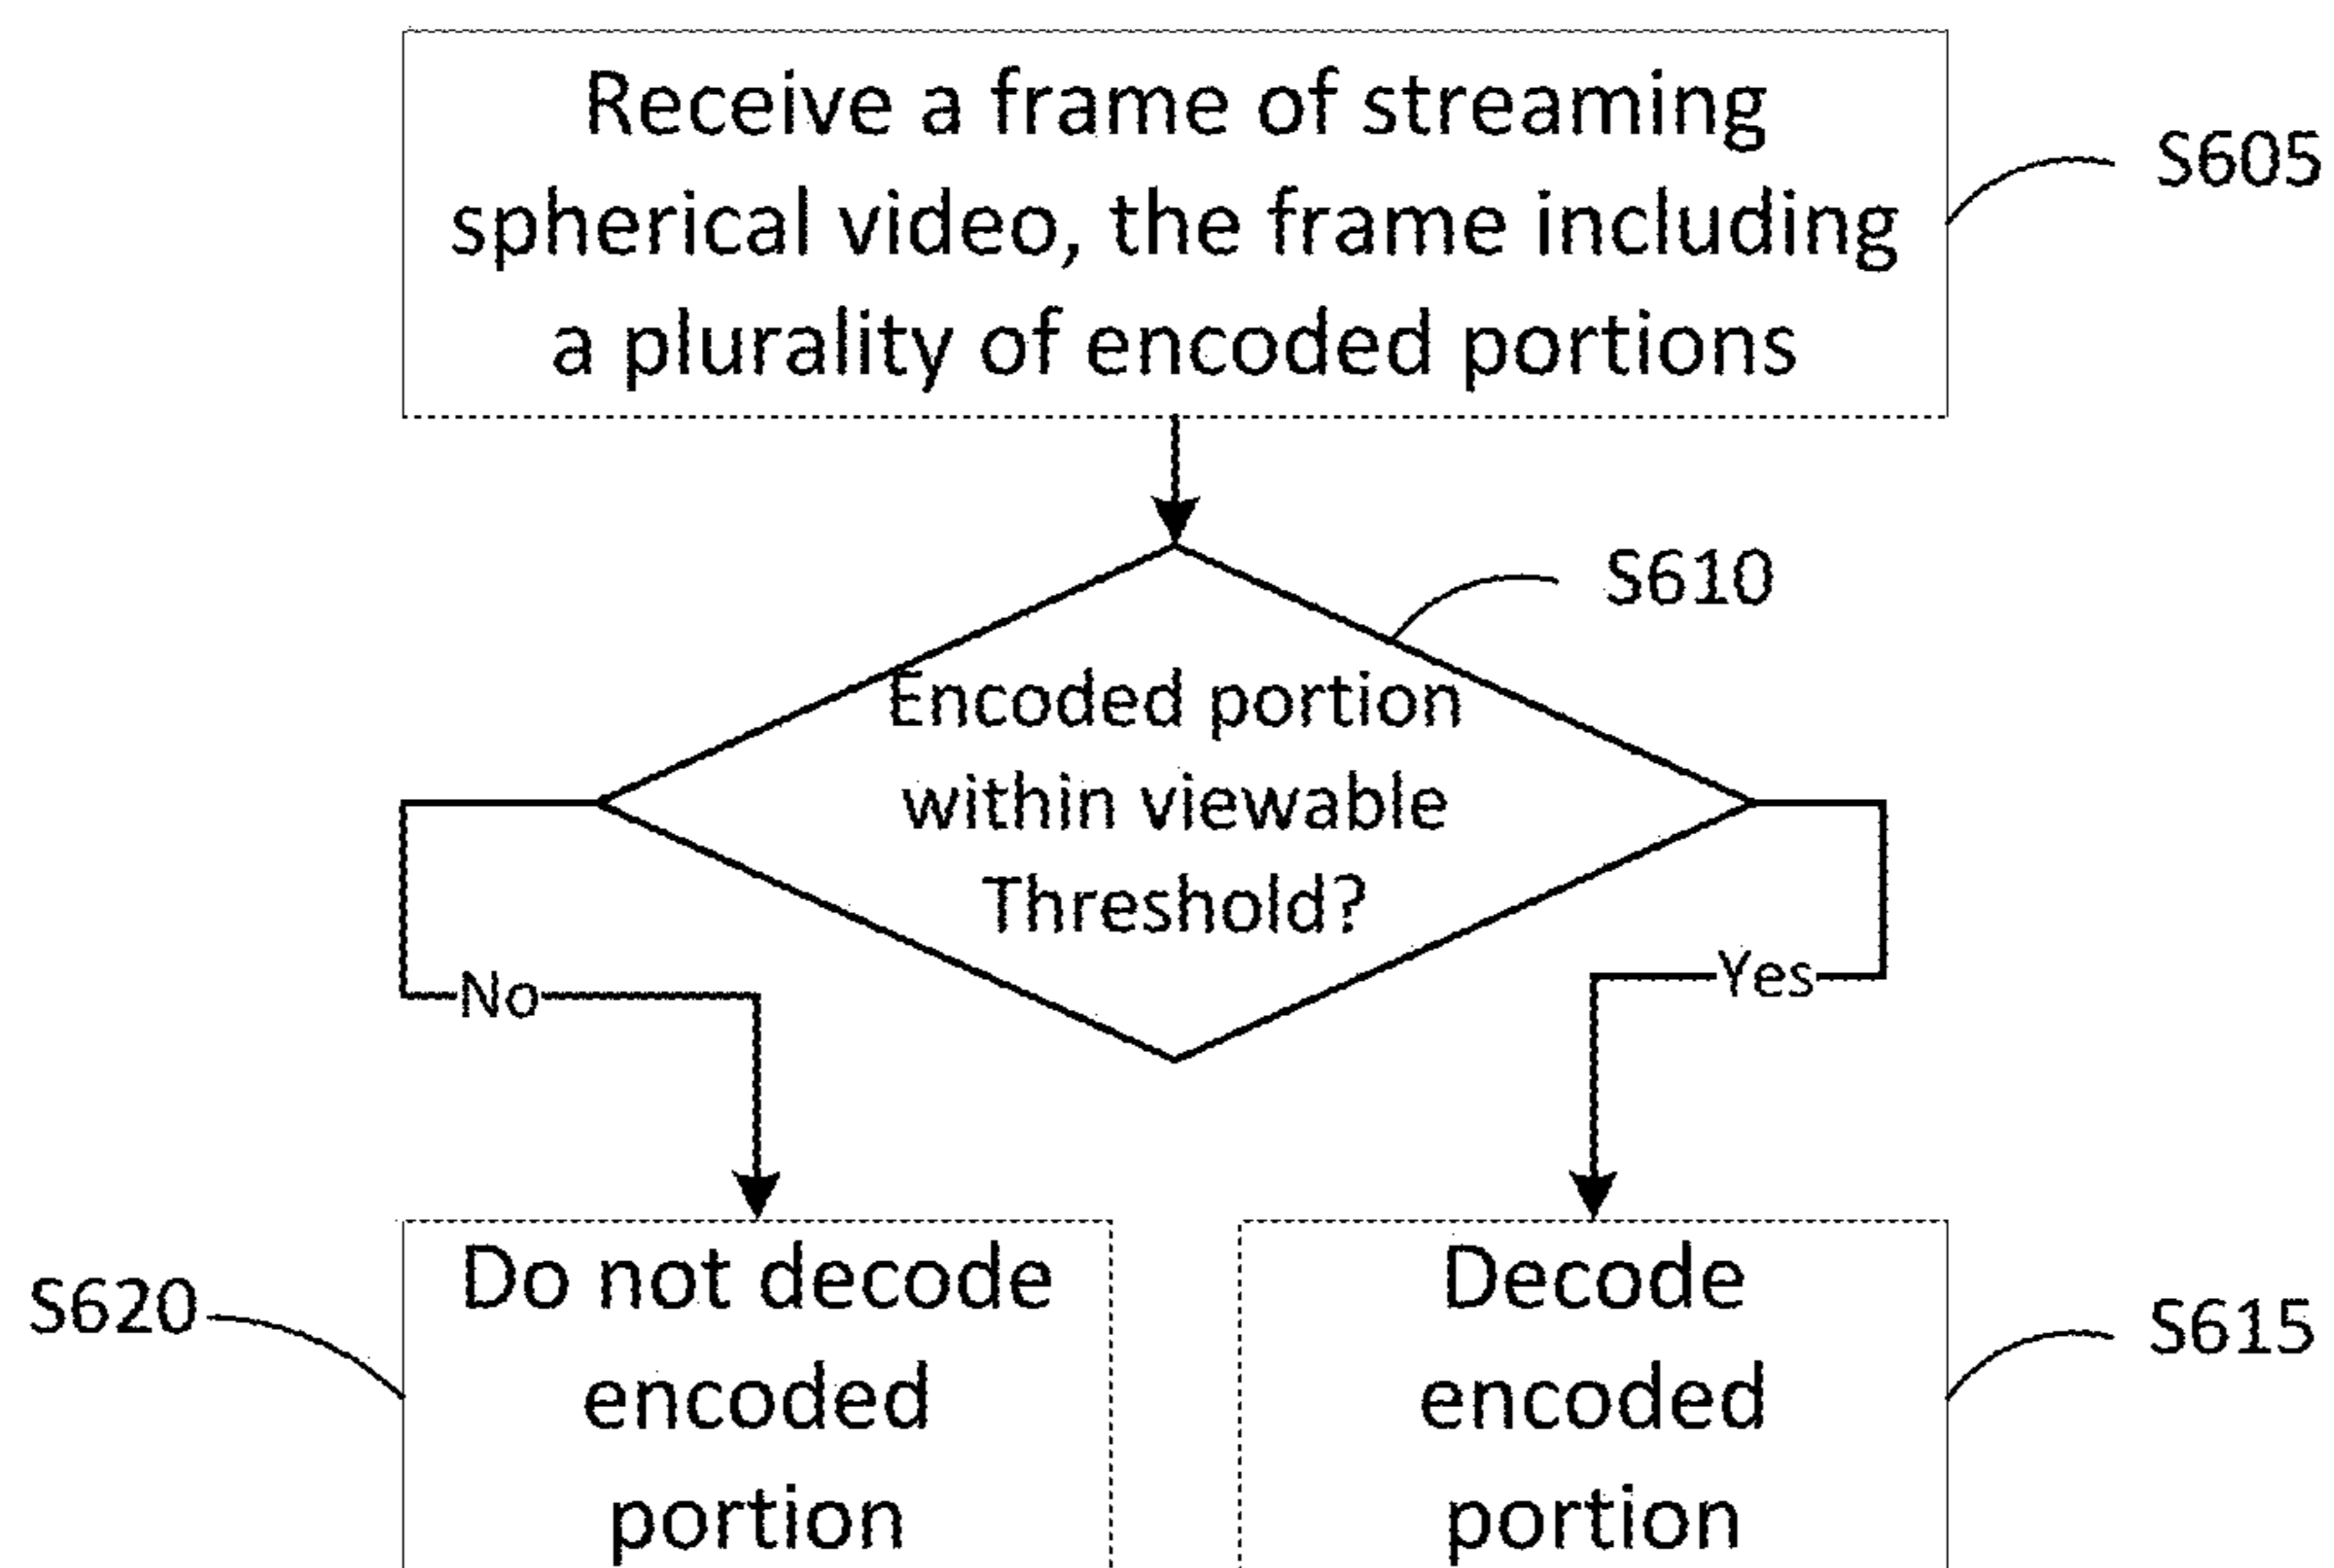 Receive a frame of streaming
spherical video, the frame including
a plurality of encoded portions
S605
S610
Encoded portion
within viewable
Threshold?
No
Yes
Do not decode
encoded
portion
S620
Decode
encoded
portion
S615